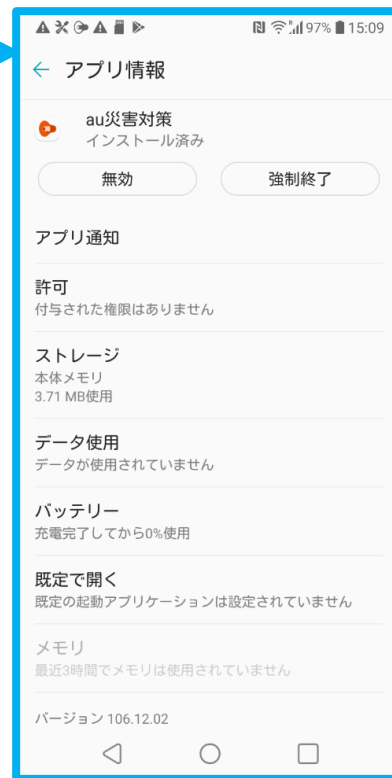 97% 15:09
アプリ情報
au災害対策
インストール済み
無効
強制終了
アプリ通知
許可
付与された権限はありません
ストレージ
本体メモリ
3.71 MB使用
データ使用
データが使用されていません
バッテリー
充電完了してから0%使用
既定で開く
既定の起動アプリケーションは設定されていません
メモリ
最近3時間でメモリは使用されていません
バージョン 106.12.02